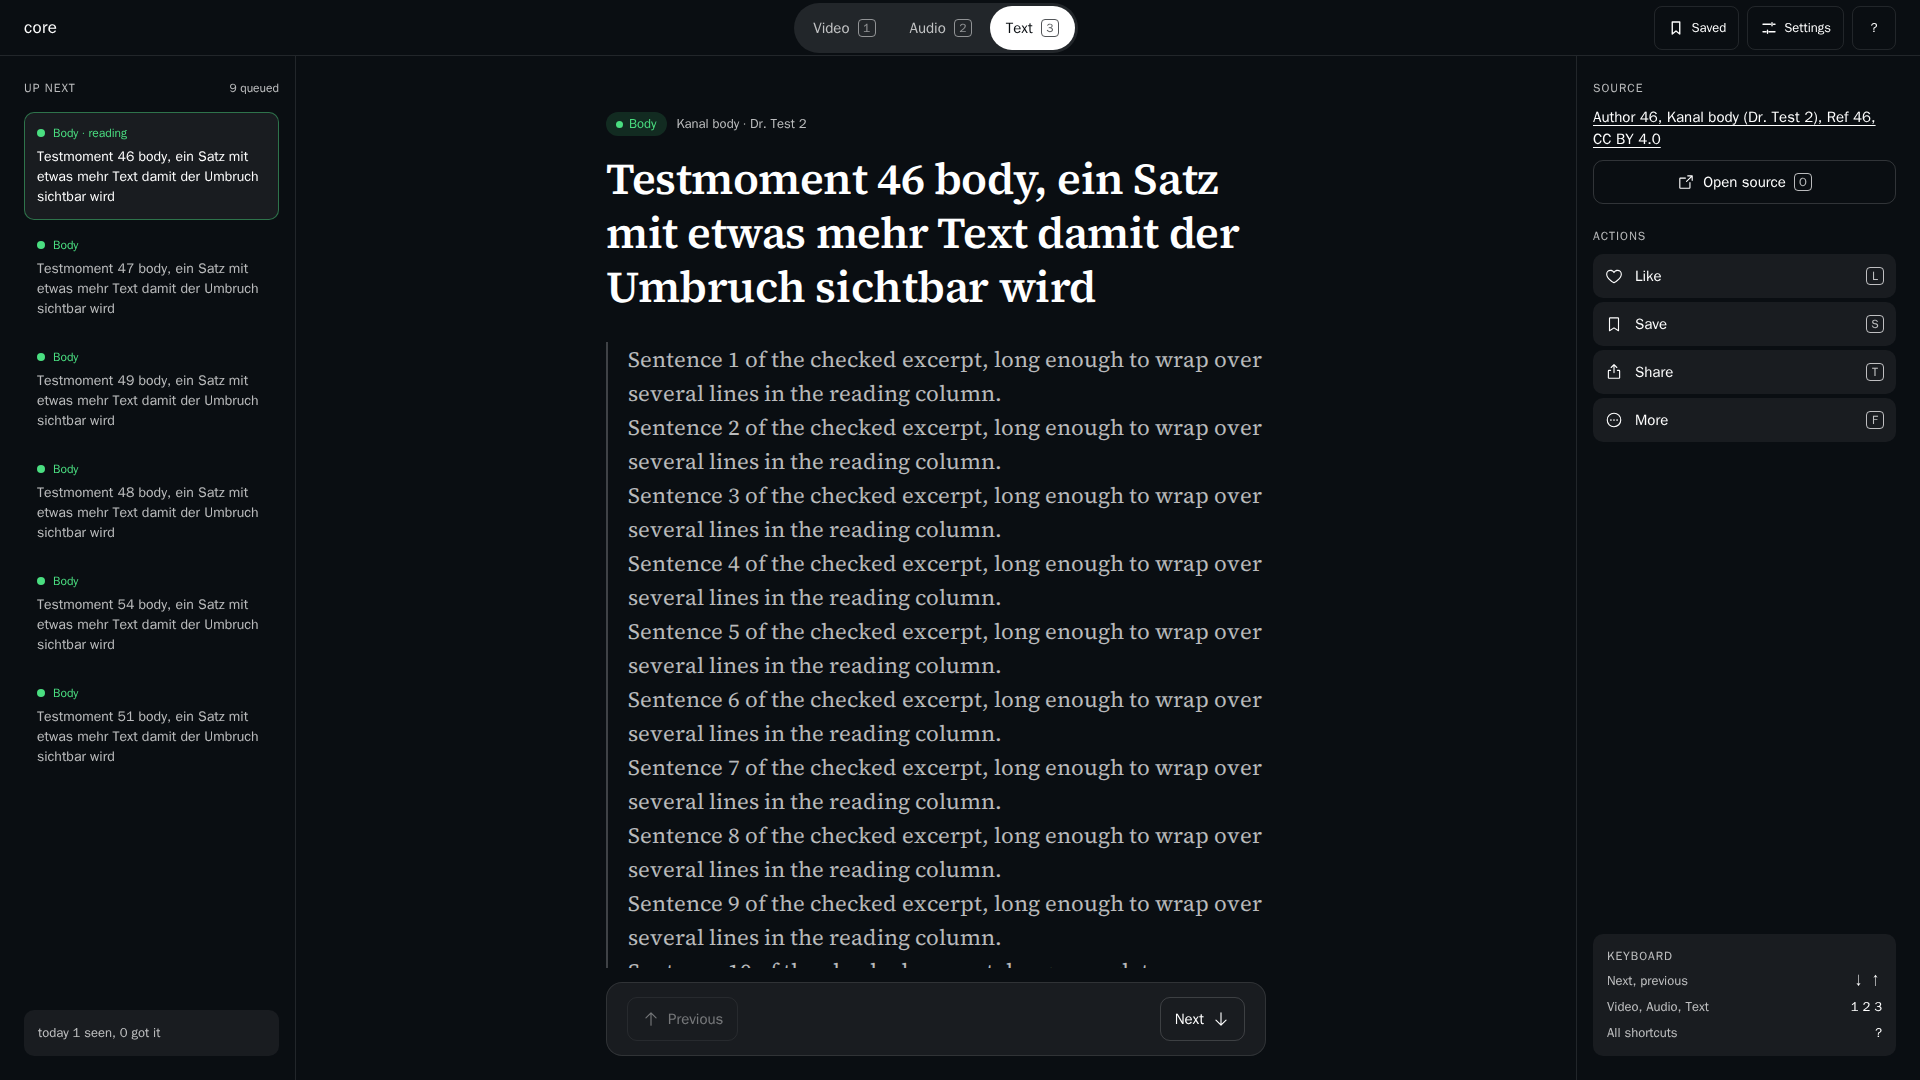 core
Video 1 Audio 2 Text 3
Saved Settings ?
UP NEXT 9 queued
Body · reading
Testmoment 46 body, ein Satz mit
etwas mehr Text damit der Umbruch
sichtbar wird
Body
Testmoment 47 body, ein Satz mit
etwas mehr Text damit der Umbruch
sichtbar wird
Body
Testmoment 49 body, ein Satz mit
etwas mehr Text damit der Umbruch
sichtbar wird
Body
Testmoment 48 body, ein Satz mit
etwas mehr Text damit der Umbruch
sichtbar wird
Body
Testmoment 54 body, ein Satz mit
etwas mehr Text damit der Umbruch
sichtbar wird
Body
Testmoment 51 body, ein Satz mit
etwas mehr Text damit der Umbruch
sichtbar wird
today 1 seen, 0 got it
Body Kanal body · Dr. Test 2
Testmoment 46 body, ein Satz
mit etwas mehr Text damit der
Umbruch sichtbar wird
Sentence 1 of the checked excerpt, long enough to wrap over
several lines in the reading column.
Sentence 2 of the checked excerpt, long enough to wrap over
several lines in the reading column.
Sentence 3 of the checked excerpt, long enough to wrap over
several lines in the reading column.
Sentence 4 of the checked excerpt, long enough to wrap over
several lines in the reading column.
Sentence 5 of the checked excerpt, long enough to wrap over
several lines in the reading column.
Sentence 6 of the checked excerpt, long enough to wrap over
several lines in the reading column.
Sentence 7 of the checked excerpt, long enough to wrap over
several lines in the reading column.
Sentence 8 of the checked excerpt, long enough to wrap over
several lines in the reading column.
Sentence 9 of the checked excerpt, long enough to wrap over
several lines in the reading column.
Previous Next
SOURCE
Author 46, Kanal body (Dr. Test 2), Ref 46,
CC BY 4.0
Open source O
ACTIONS
Like L
Save S
Share T
More F
KEYBOARD
Next, previous ↓ ↑
Video, Audio, Text 1 2 3
All shortcuts ?